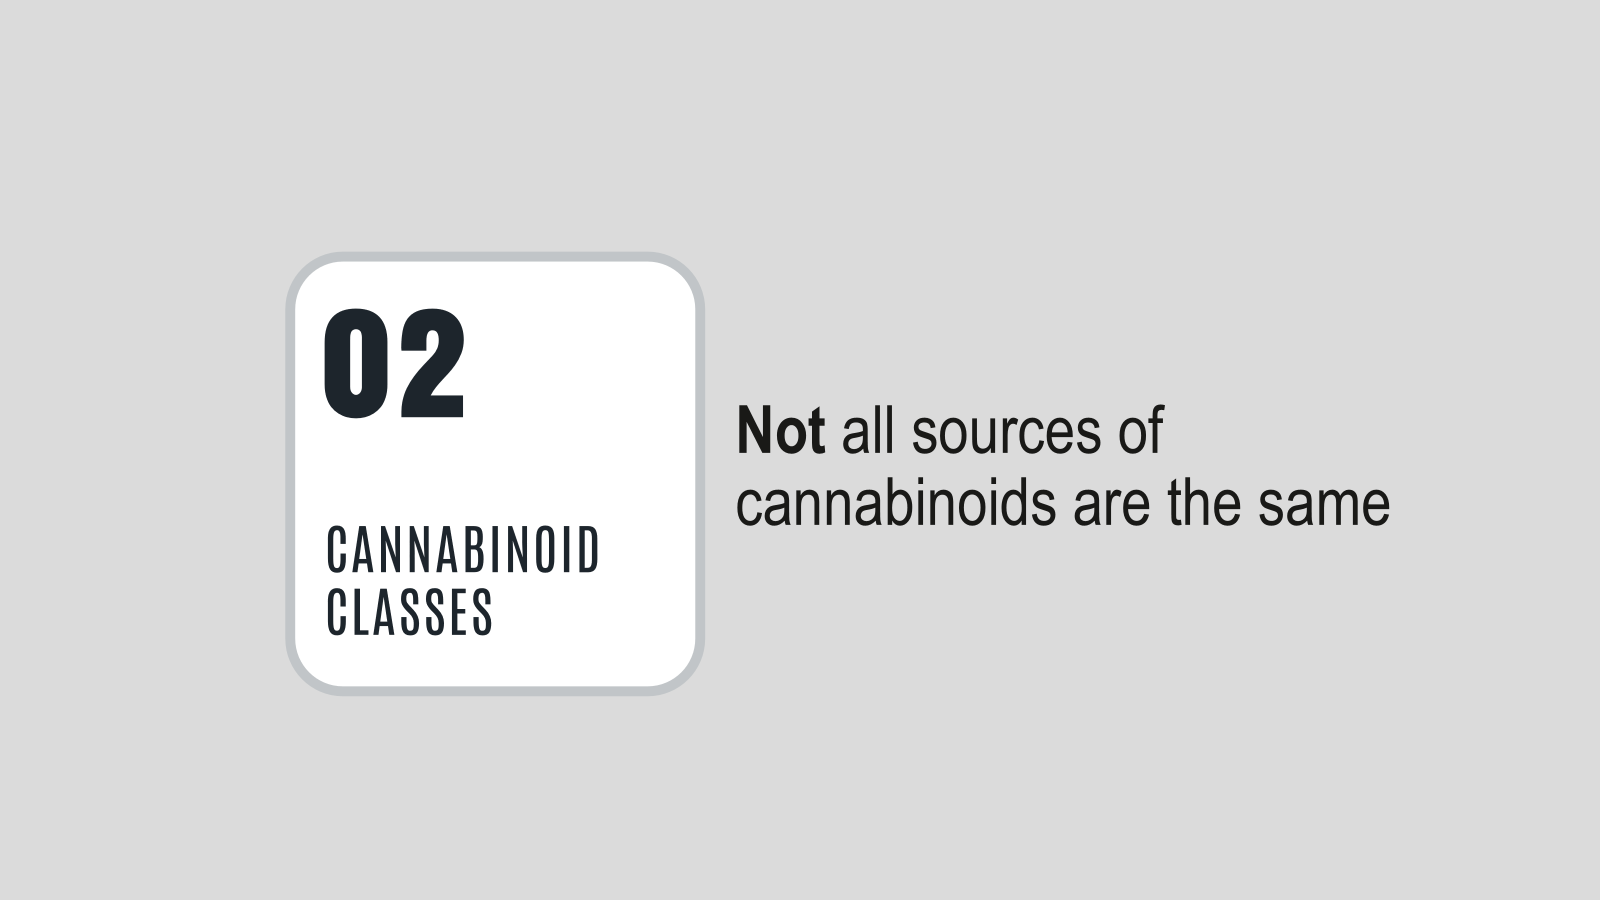 02
CANNABINOID
CLASSES
Not all sources of
cannabinoids are the same